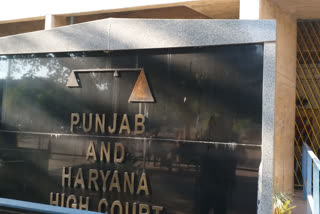 PUNJAB
AND
HARYANA
HIGH COURT